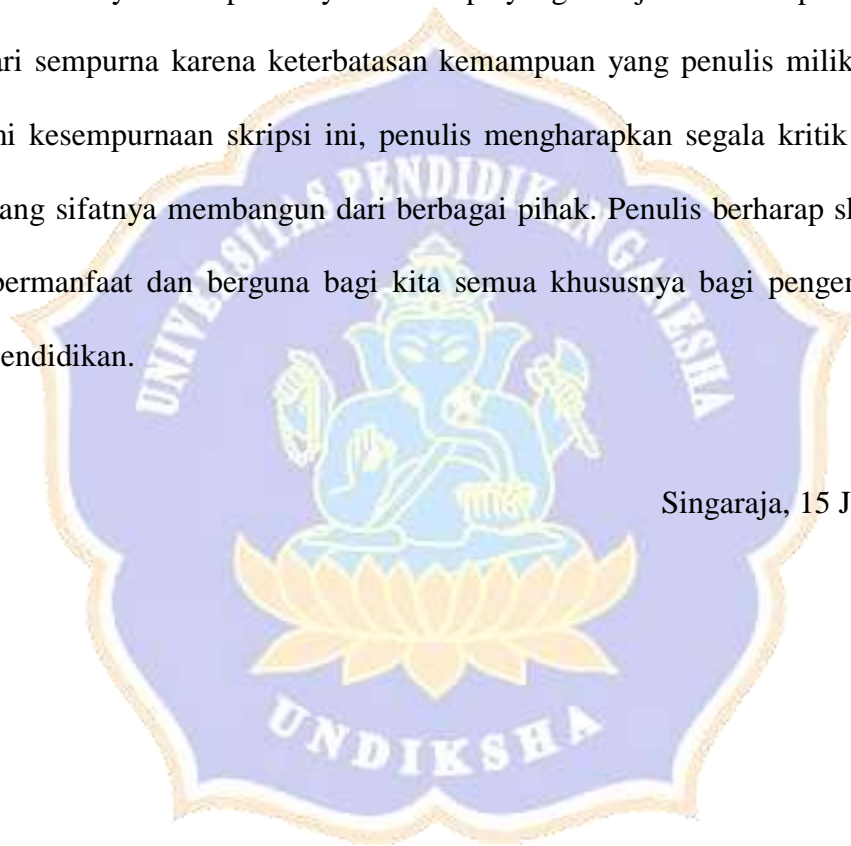 ari sempurna karena keterbatasan kemampuan yang penulis milik
ni kesempurnaan skripsi ini, penulis mengharapkan segala kritik
ang sifatnya membangun dari berbagai pihak. Penulis berharap sk
bermanfaat dan berguna bagi kita semua khususnya bagi penger
endidikan.
Singaraja, 15 J
UNIVERSITAS PENDIDIKAN GANESHA
UNDIKSHA